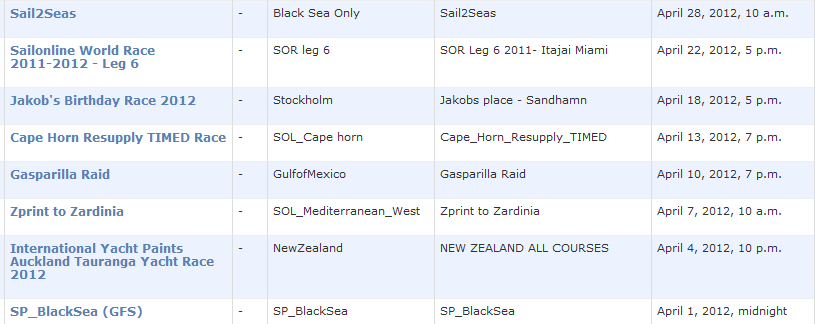 Sail2Seas - Black Sea Only Sail2Seas April 28, 2012, 10 a.m.
Sailonline World Race - SOR leg 6 SOR Leg 6 2011- Itajai Miami April 22, 2012, 5 p.m.
2011-2012 - Leg 6
Jakob's Birthday Race 2012 - Stockholm Jakobs place - Sandhamn April 18, 2012, 5 p.m.
Cape Horn Resupply TIMED Race - SOL_Cape horn Cape_Horn_Resupply_TIMED April 13, 2012, 7 p.m.
Gasparilla Raid - GulfofMexico Gasparilla Raid April 10, 2012, 7 p.m.
Zprint to Zardinia - SOL_Mediterranean_West Zprint to Zardinia April 7, 2012, 10 a.m.
International Yacht Paints - NewZealand NEW ZEALAND ALL COURSES April 4, 2012, 10 p.m.
Auckland Tauranga Yacht Race
2012
SP_BlackSea (GFS) - SP_BlackSea SP_BlackSea April 1, 2012, midnight